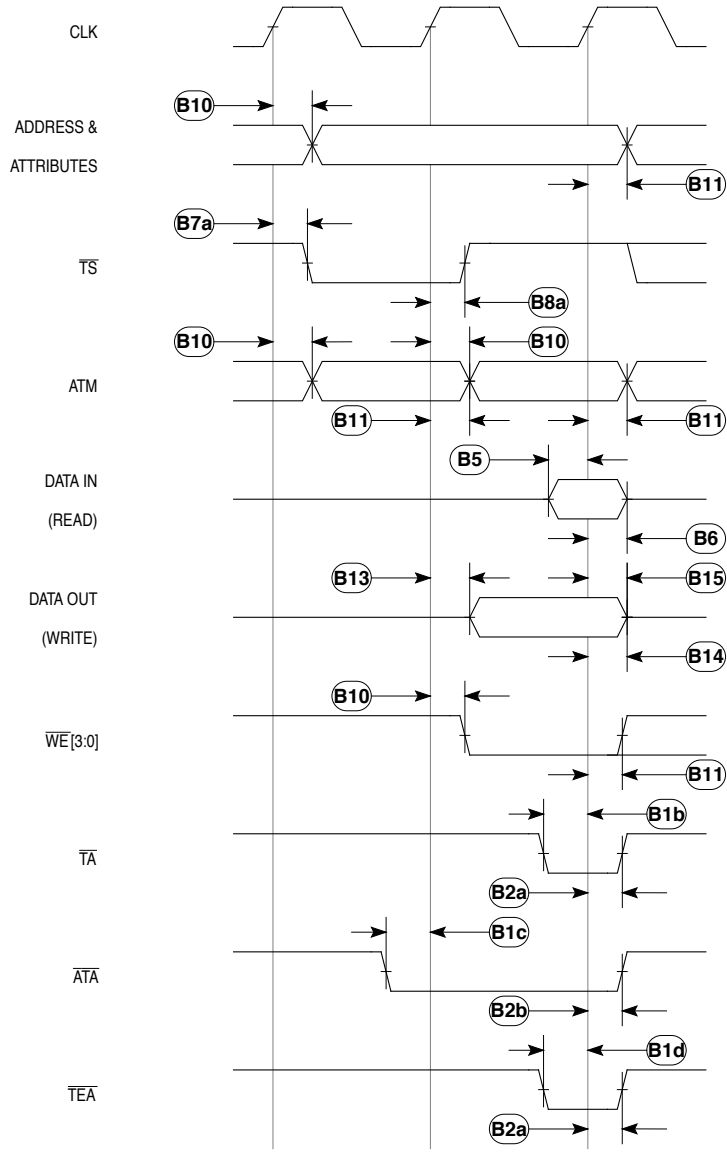 CLK
B10
ADDRESS &
ATTRIBUTES
B11
B7a
TS
B8a
B10
B10
ATM
B11
B11
B5
DATA IN
(READ)
B6
B13
B15
DATA OUT
(WRITE)
B14
B10
WE[3:0]
B11
B1b
TA
B2a
B1c
ATA
B2b
B1d
TEA
B2a